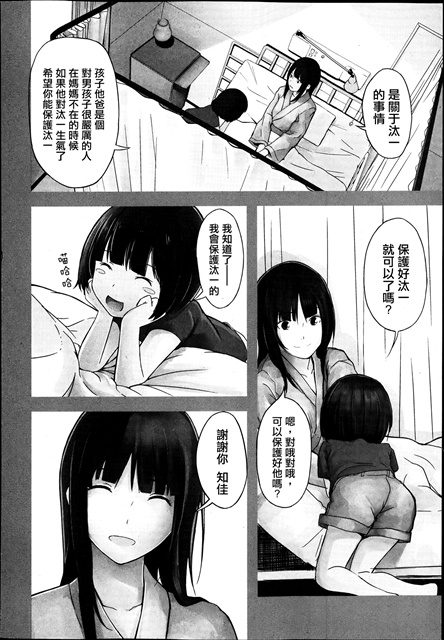 是關于汰一
的事情
孩子他爸是個
對男孩子很嚴厲的人
在媽媽不在的時候
如果他對汰一生氣了
希望你能保護汰一
保護好汰一
就可以了嗎?
嗯,對哦對哦,
可以保護好他嗎?
我知道了──
我會保護汰一的
唔哈哈
謝謝你 知佳